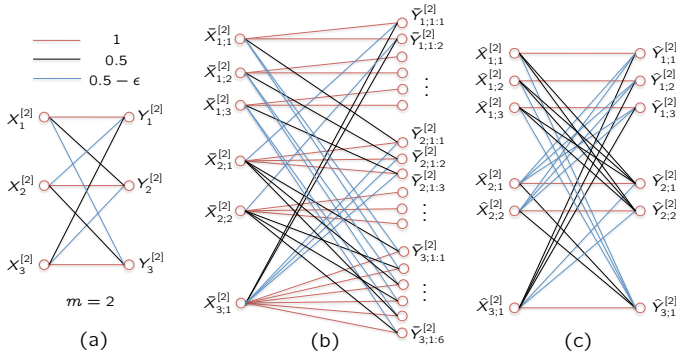 1
0.5
0.5 − ϵ
X_1^{[2]} Y_1^{[2]}
X_2^{[2]} Y_2^{[2]}
X_3^{[2]} Y_3^{[2]}
m = 2
(a)
X̄_{1;1}^{[2]} Ȳ_{1;1:1}^{[2]}
Ȳ_{1;1:2}^{[2]}
X̄_{1;2}^{[2]}
⋮
X̄_{1;3}^{[2]}
Ȳ_{2;1:1}^{[2]}
X̄_{2;1}^{[2]} Ȳ_{2;1:2}^{[2]}
Ȳ_{2;1:3}^{[2]}
X̄_{2;2}^{[2]}
⋮
Ȳ_{3;1:1}^{[2]}
⋮
X̄_{3;1}^{[2]}
Ȳ_{3;1:6}^{[2]}
(b)
X̂_{1;1}^{[2]} Ŷ_{1;1}^{[2]}
X̂_{1;2}^{[2]} Ŷ_{1;2}^{[2]}
X̂_{1;3}^{[2]} Ŷ_{1;3}^{[2]}
X̂_{2;1}^{[2]} Ŷ_{2;1}^{[2]}
X̂_{2;2}^{[2]} Ŷ_{2;2}^{[2]}
X̂_{3;1}^{[2]} Ŷ_{3;1}^{[2]}
(c)